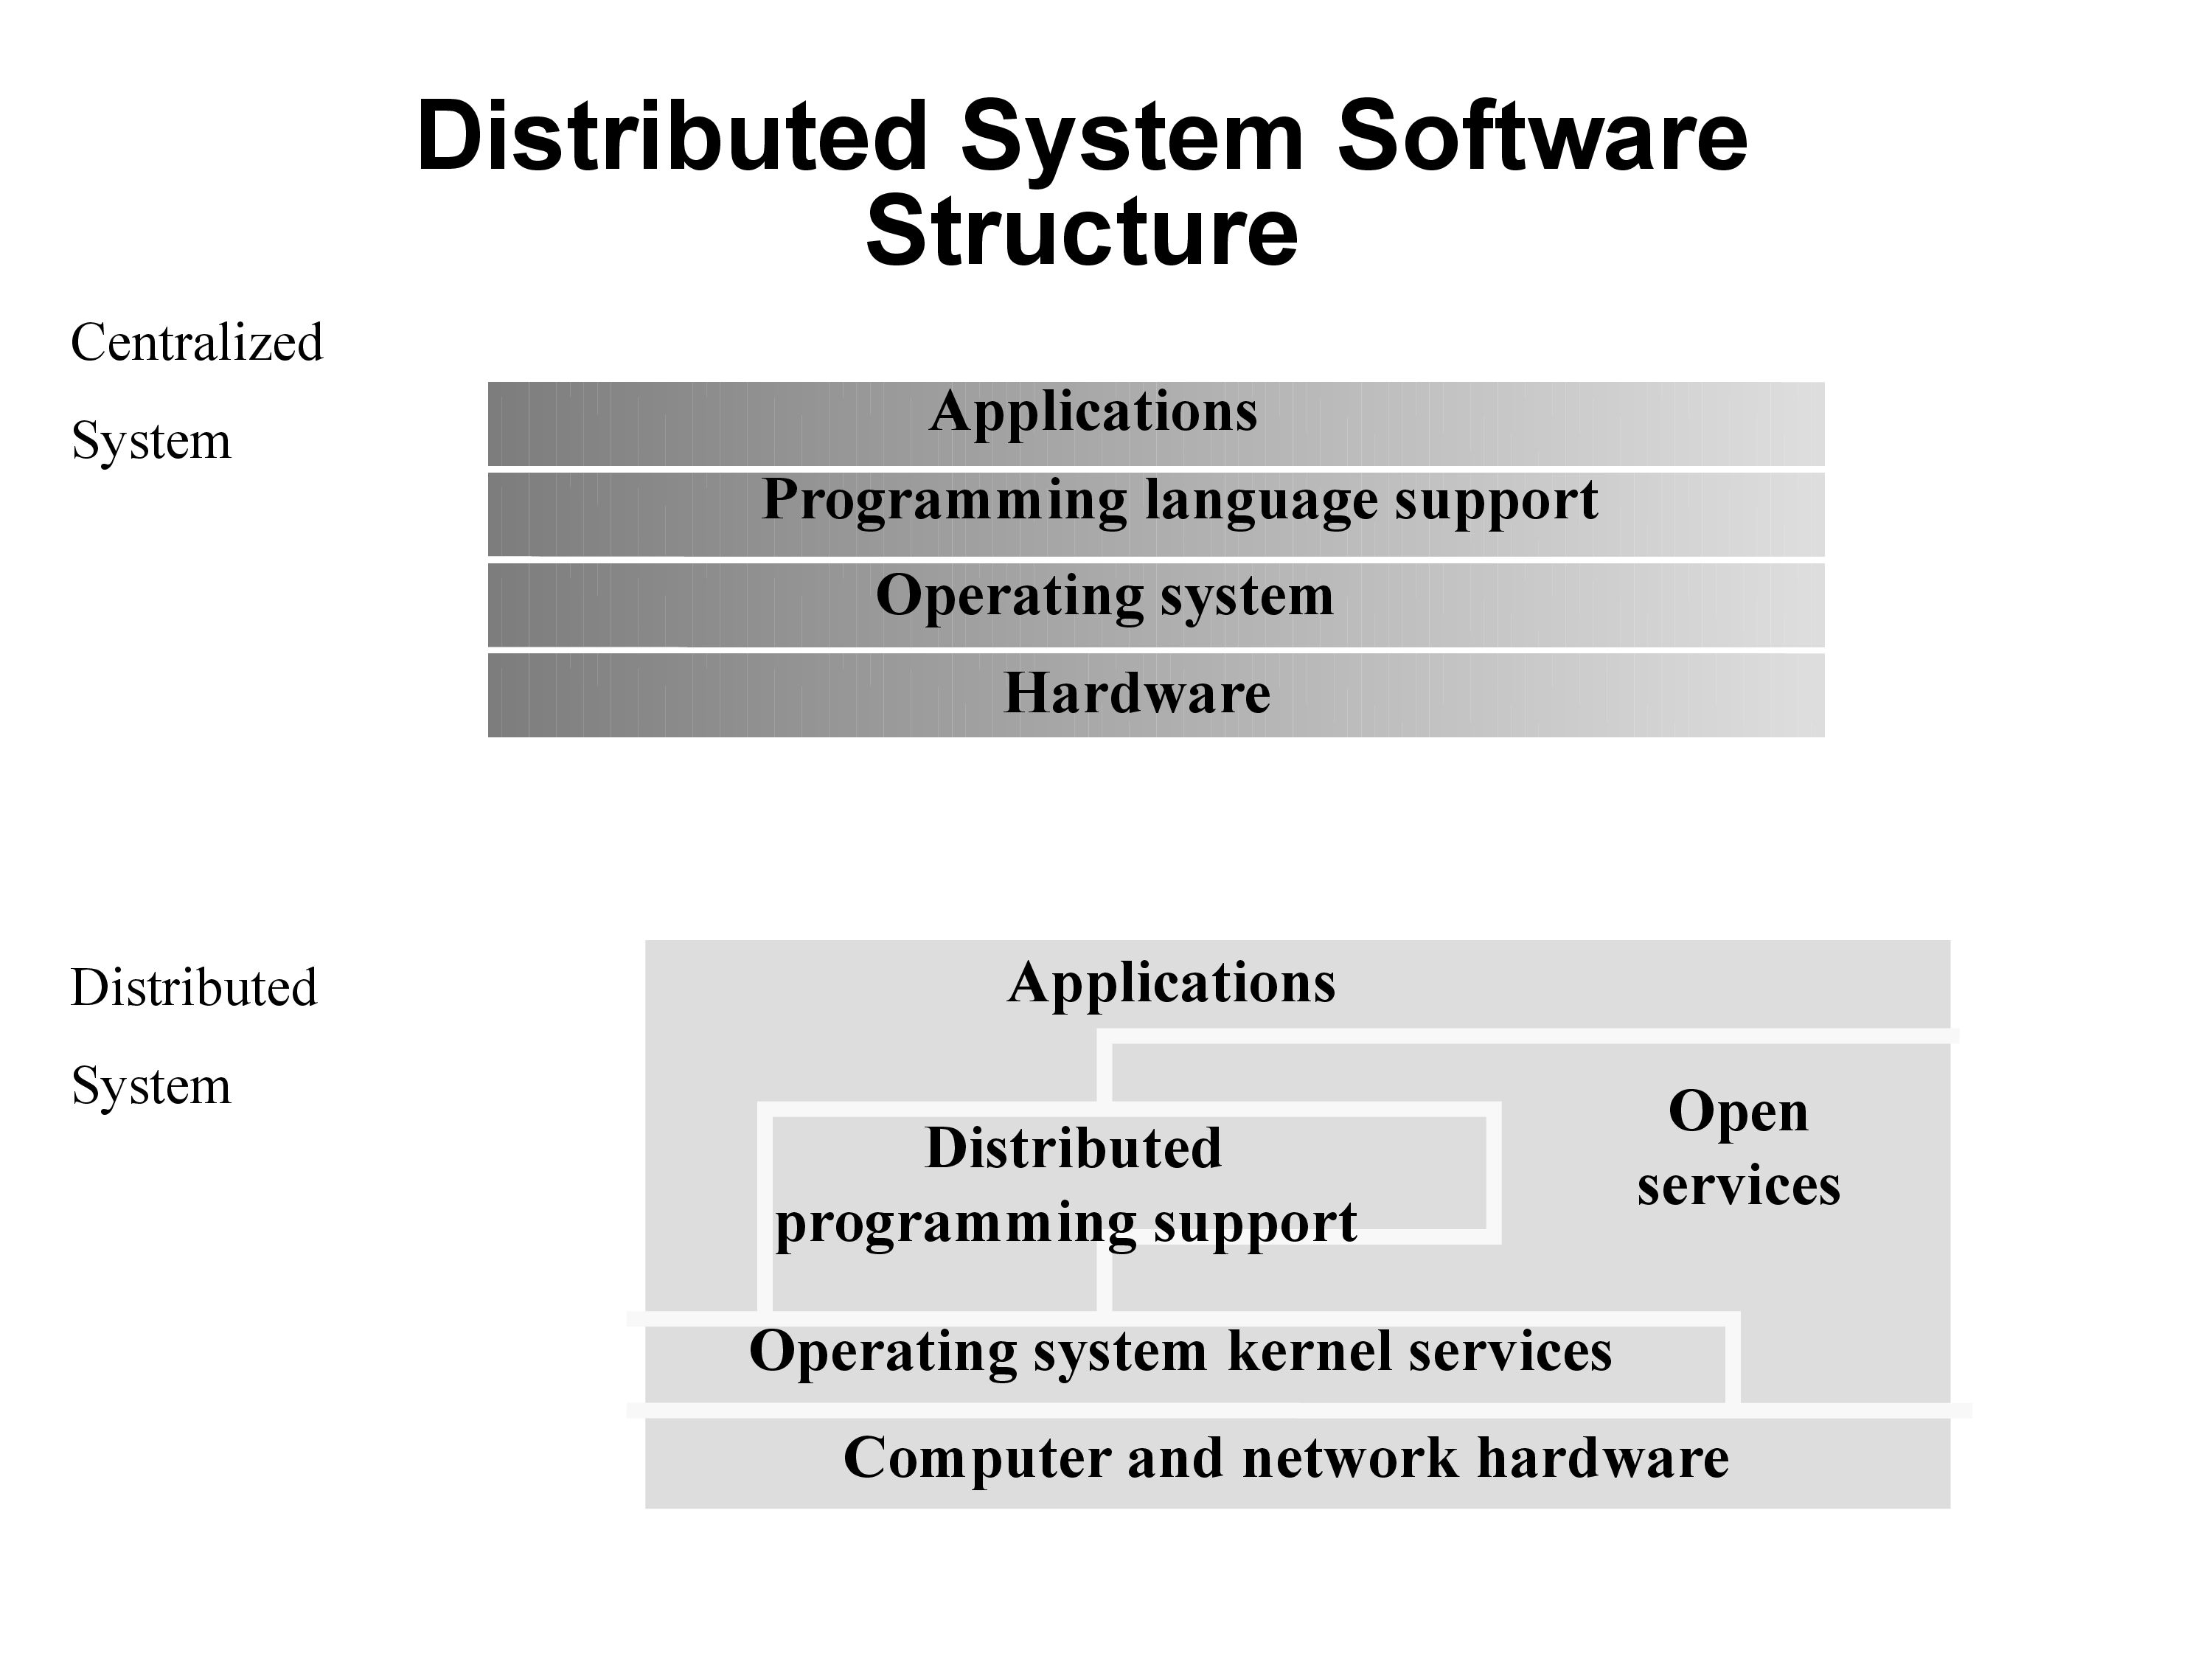 Distributed System Software
Structure
Centralized
System
Applications
Programming language support
Operating system
Hardware
Distributed
System
Applications
Open
services
Distributed
programming support
Operating system kernel services
Computer and network hardware